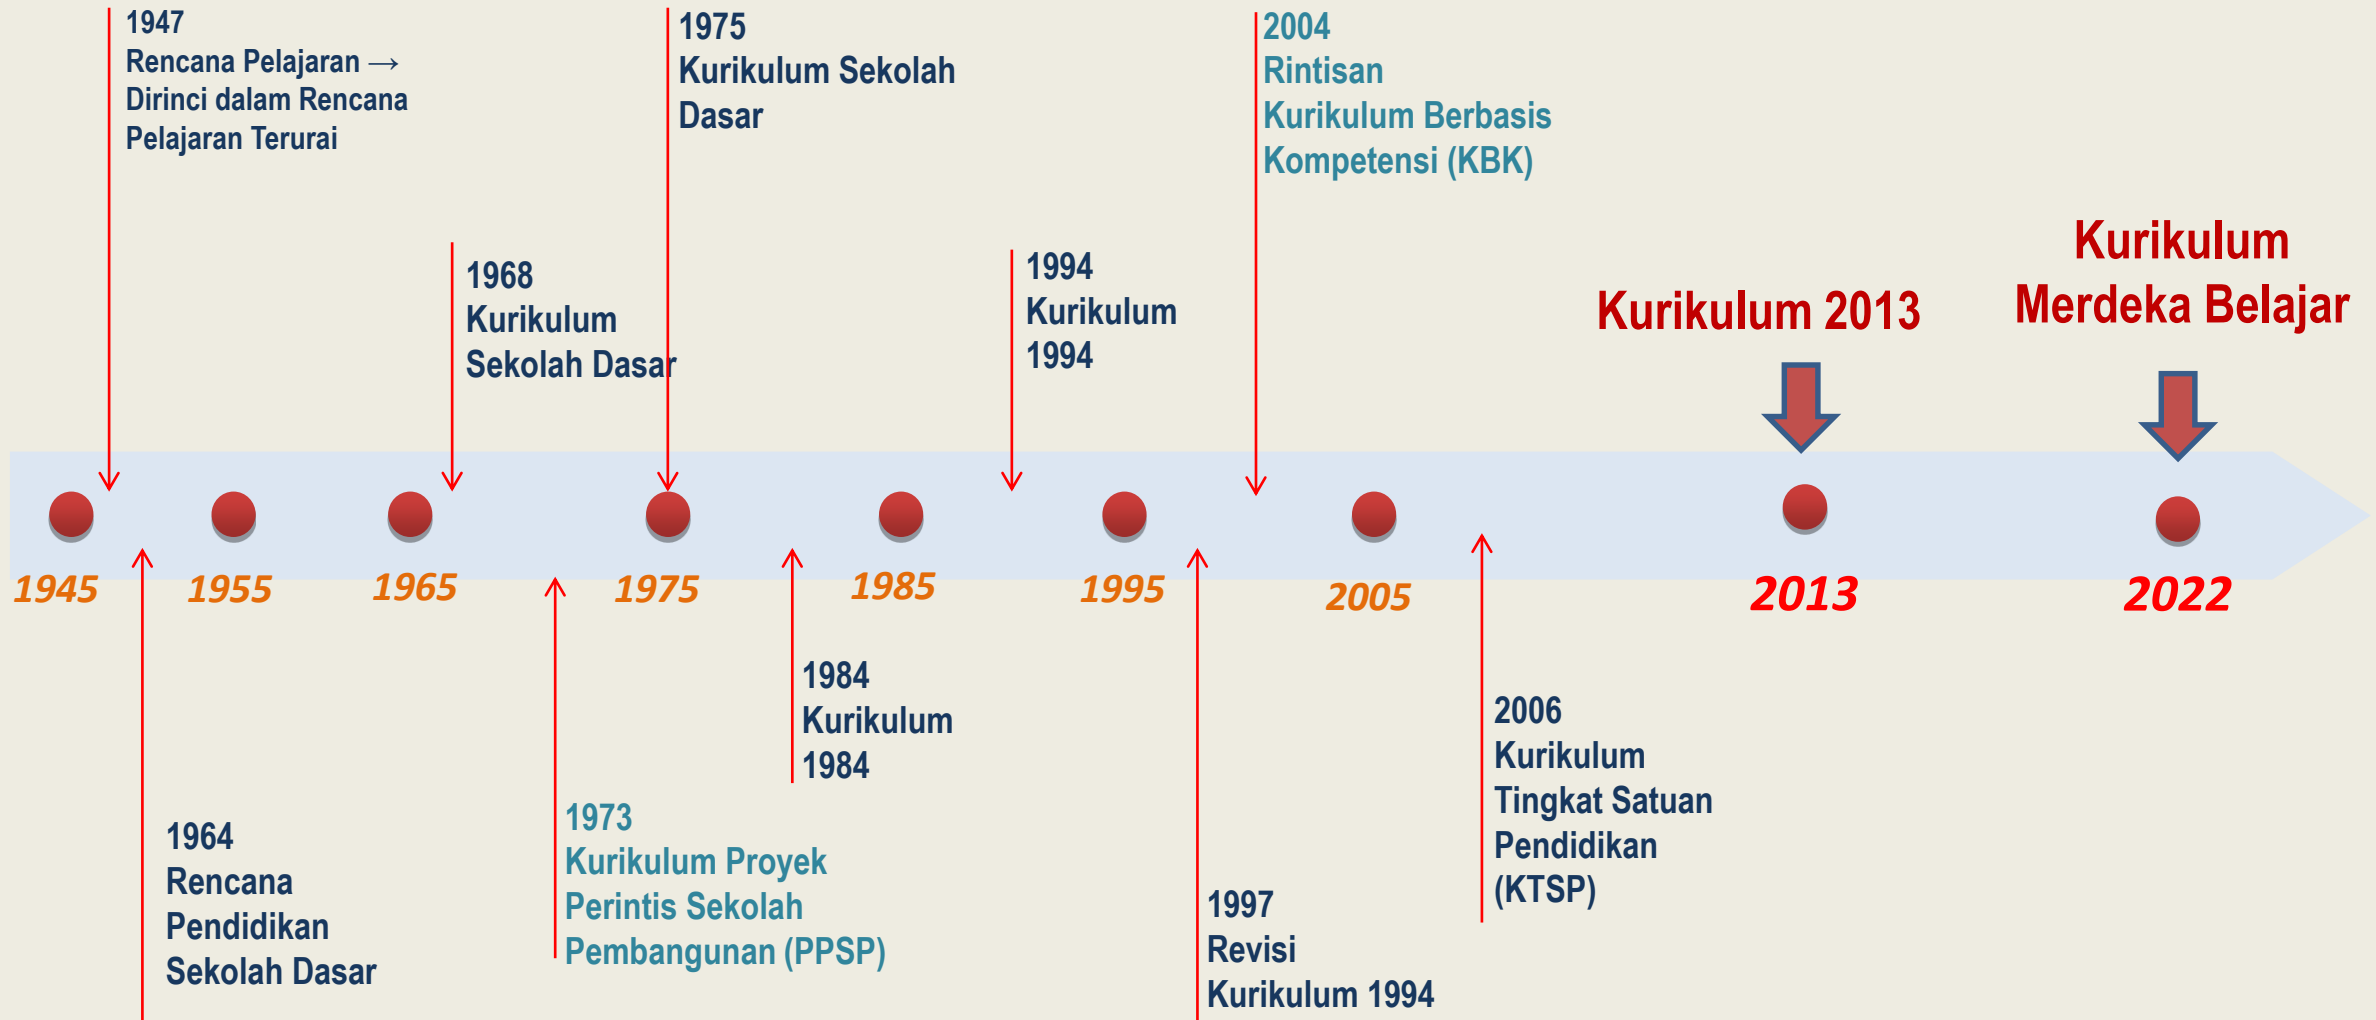 1947
Rencana Pelajaran →
Dirinci dalam Rencana
Pelajaran Terurai
1975
Kurikulum Sekolah
Dasar
2004
Rintisan
Kurikulum Berbasis
Kompetensi (KBK)
1968
Kurikulum
Sekolah Dasar
1994
Kurikulum
1994
Kurikulum 2013
Kurikulum
Merdeka Belajar
1945
1955
1965
1975
1985
1995
2005
2013
2022
1964
Rencana
Pendidikan
Sekolah Dasar
1973
Kurikulum Proyek
Perintis Sekolah
Pembangunan (PPSP)
1984
Kurikulum
1984
1997
Revisi
Kurikulum 1994
2006
Kurikulum
Tingkat Satuan
Pendidikan
(KTSP)